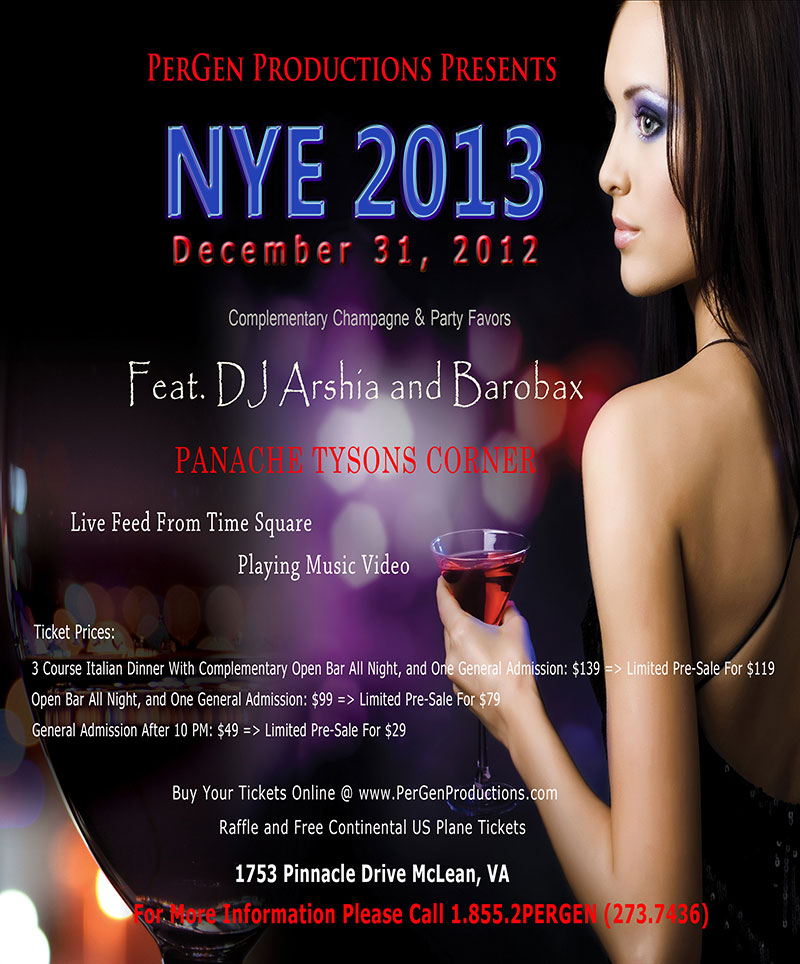 PERGEN PRODUCTIONS PRESENTS
NYE 2013
December 31, 2012
Complementary Champagne & Party Favors
Feat. DJ Arshia and Barobax
PANACHE TYSONS CORNER
Live Feed From Time Square
Playing Music Video
Ticket Prices:
3 Course Italian Dinner With Complementary Open Bar All Night, and One General Admission: $139 => Limited Pre-Sale For $119
Open Bar All Night, and One General Admission: $99 => Limited Pre-Sale For $79
General Admission After 10 PM: $49 => Limited Pre-Sale For $29
Buy Your Tickets Online @ www.PerGenProductions.com
Raffle and Free Continental US Plane Tickets
1753 Pinnacle Drive McLean, VA
For More Information Please Call 1.855.2PERGEN (273.7436)